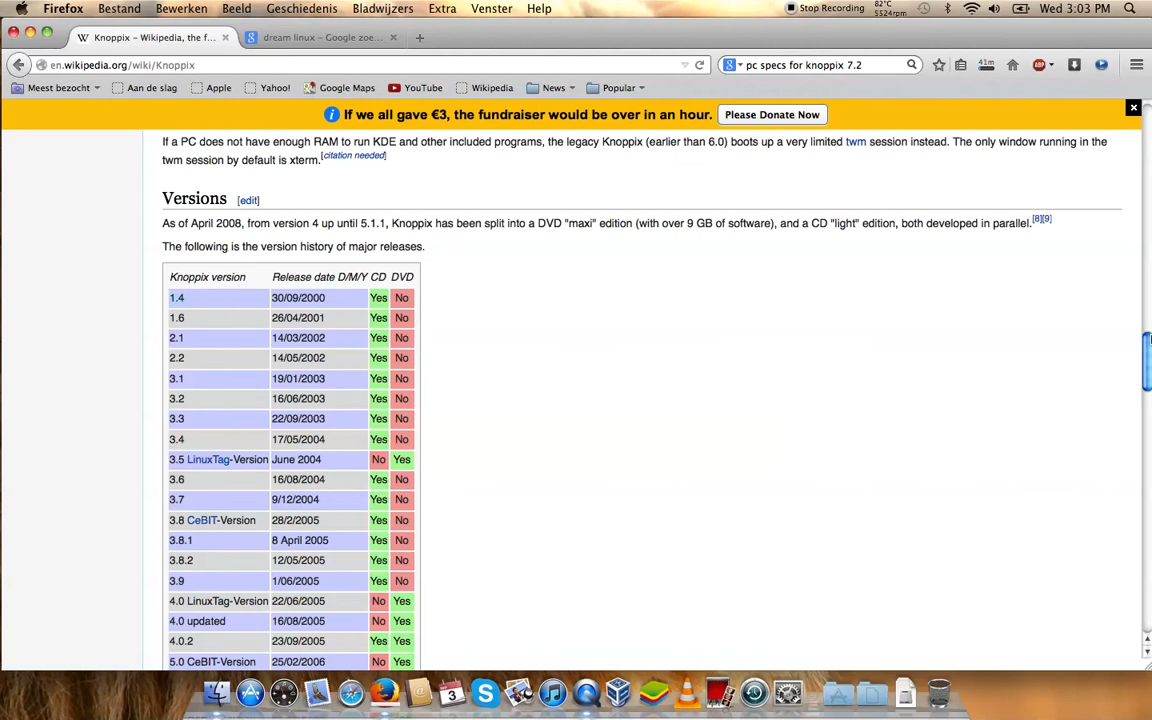 Firefox Bestand Bewerken Beeld Geschiedenis Bladwijzers Extra Venster Help Stop Recording 82°C 5524rpm Wed 3:03 PM
W Knoppix – Wikipedia, the f... × dream linux – Google zoe... × +
en.wikipedia.org/wiki/Knoppix pc specs for knoppix 7.2 41m ABP
Meest bezocht Aan de slag Apple Yahoo! Google Maps YouTube Wikipedia News Popular
If we all gave €3, the fundraiser would be over in an hour. Please Donate Now
If a PC does not have enough RAM to run KDE and other included programs, the legacy Knoppix (earlier than 6.0) boots up a very limited twm session instead. The only window running in the
twm session by default is xterm.[citation needed]
Versions [edit]
As of April 2008, from version 4 up until 5.1.1, Knoppix has been split into a DVD "maxi" edition (with over 9 GB of software), and a CD "light" edition, both developed in parallel.[8][9]
The following is the version history of major releases.
Knoppix version Release date D/M/Y CD DVD
1.4 30/09/2000 Yes No
1.6 26/04/2001 Yes No
2.1 14/03/2002 Yes No
2.2 14/05/2002 Yes No
3.1 19/01/2003 Yes No
3.2 16/06/2003 Yes No
3.3 22/09/2003 Yes No
3.4 17/05/2004 Yes No
3.5 LinuxTag-Version June 2004 No Yes
3.6 16/08/2004 Yes No
3.7 9/12/2004 Yes No
3.8 CeBIT-Version 28/2/2005 Yes No
3.8.1 8 April 2005 Yes No
3.8.2 12/05/2005 Yes No
3.9 1/06/2005 Yes No
4.0 LinuxTag-Version 22/06/2005 No Yes
4.0 updated 16/08/2005 No Yes
4.0.2 23/09/2005 Yes Yes
5.0 CeBIT-Version 25/02/2006 No Yes
3